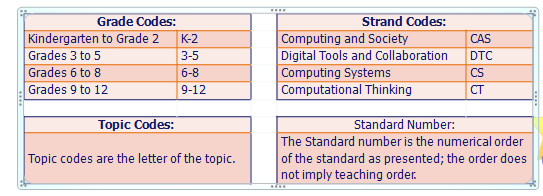 Grade Codes:
Kindergarten to Grade 2 K-2
Grades 3 to 5 3-5
Grades 6 to 8 6-8
Grades 9 to 12 9-12
Strand Codes:
Computing and Society CAS
Digital Tools and Collaboration DTC
Computing Systems CS
Computational Thinking CT
Topic Codes:
Topic codes are the letter of the topic.
Standard Number:
The Standard number is the numerical order
of the standard as presented; the order does
not imply teaching order.